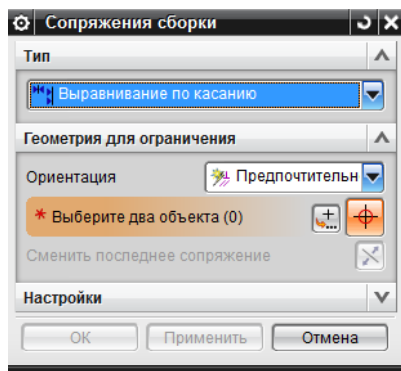 Сопряжения сборки
Тип
Выравнивание по касанию
Геометрия для ограничения
Ориентация
Предпочтительн
* Выберите два объекта (0)
Сменить последнее сопряжение
Настройки
ОК Применить Отмена